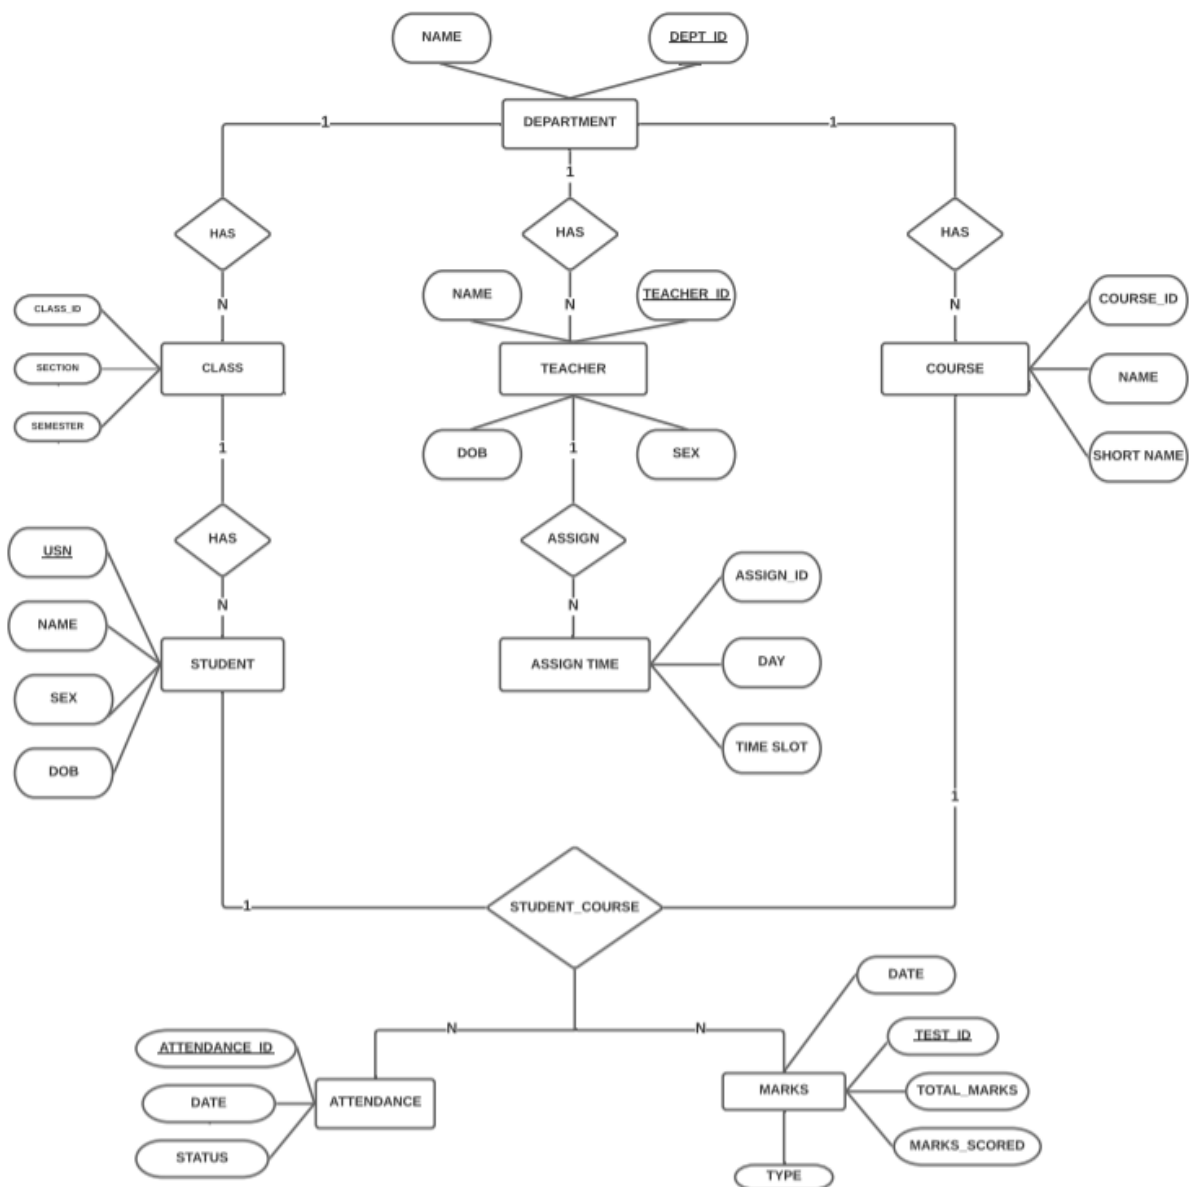 NAME
DEPT_ID
DEPARTMENT
1
1
1
HAS
HAS
HAS
N
N
N
NAME
TEACHER_ID
CLASS_ID
SECTION
SEMESTER
CLASS
TEACHER
COURSE
COURSE_ID
NAME
SHORT NAME
DOB
SEX
1
1
HAS
ASSIGN
N
N
USN
NAME
SEX
DOB
STUDENT
ASSIGN TIME
ASSIGN_ID
DAY
TIME SLOT
1
1
STUDENT_COURSE
N
N
ATTENDANCE_ID
DATE
STATUS
ATTENDANCE
MARKS
DATE
TEST_ID
TOTAL_MARKS
MARKS_SCORED
TYPE